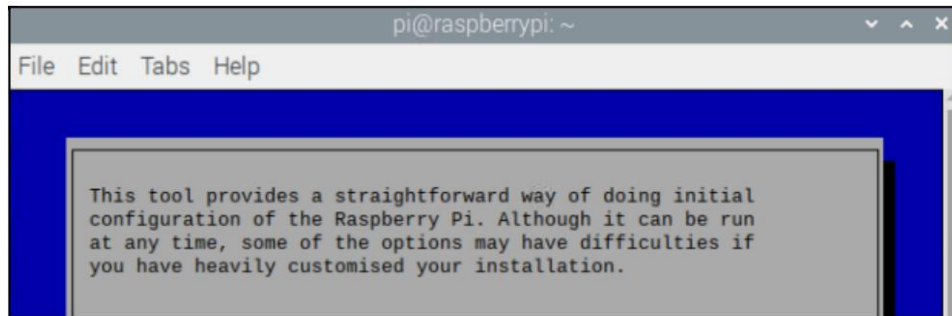 pi@raspberrypi: ~
File Edit Tabs Help
This tool provides a straightforward way of doing initial
configuration of the Raspberry Pi. Although it can be run
at any time, some of the options may have difficulties if
you have heavily customised your installation.